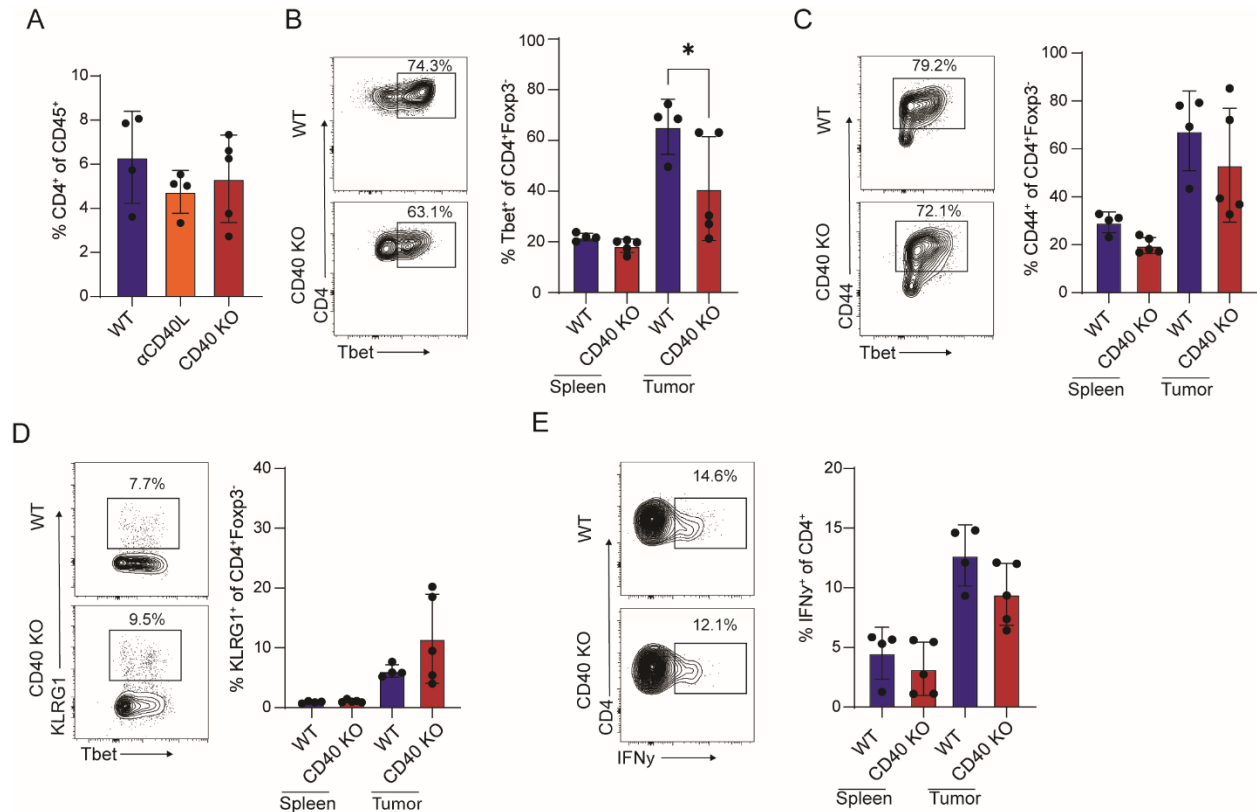 A
% CD4⁺ of CD45⁺
10
8
6
4
2
0
WT
αCD40L
CD40 KO
B
WT
74.3%
CD40 KO
CD4
63.1%
Tbet
% Tbet⁺ of CD4⁺Foxp3⁻
100
80
60
40
20
0
*
WT
CD40 KO
WT
CD40 KO
Spleen
Tumor
C
WT
79.2%
CD40 KO
CD44
72.1%
Tbet
% CD44⁺ of CD4⁺Foxp3⁻
100
80
60
40
20
0
WT
CD40 KO
WT
CD40 KO
Spleen
Tumor
D
WT
7.7%
CD40 KO
KLRG1
9.5%
Tbet
% KLRG1⁺ of CD4⁺Foxp3⁻
40
30
20
10
0
WT
CD40 KO
WT
CD40 KO
Spleen
Tumor
E
WT
14.6%
CD40 KO
CD4
12.1%
IFNy
% IFNy⁺ of CD4⁺
15
10
5
0
20
WT
CD40 KO
WT
CD40 KO
Spleen
Tumor